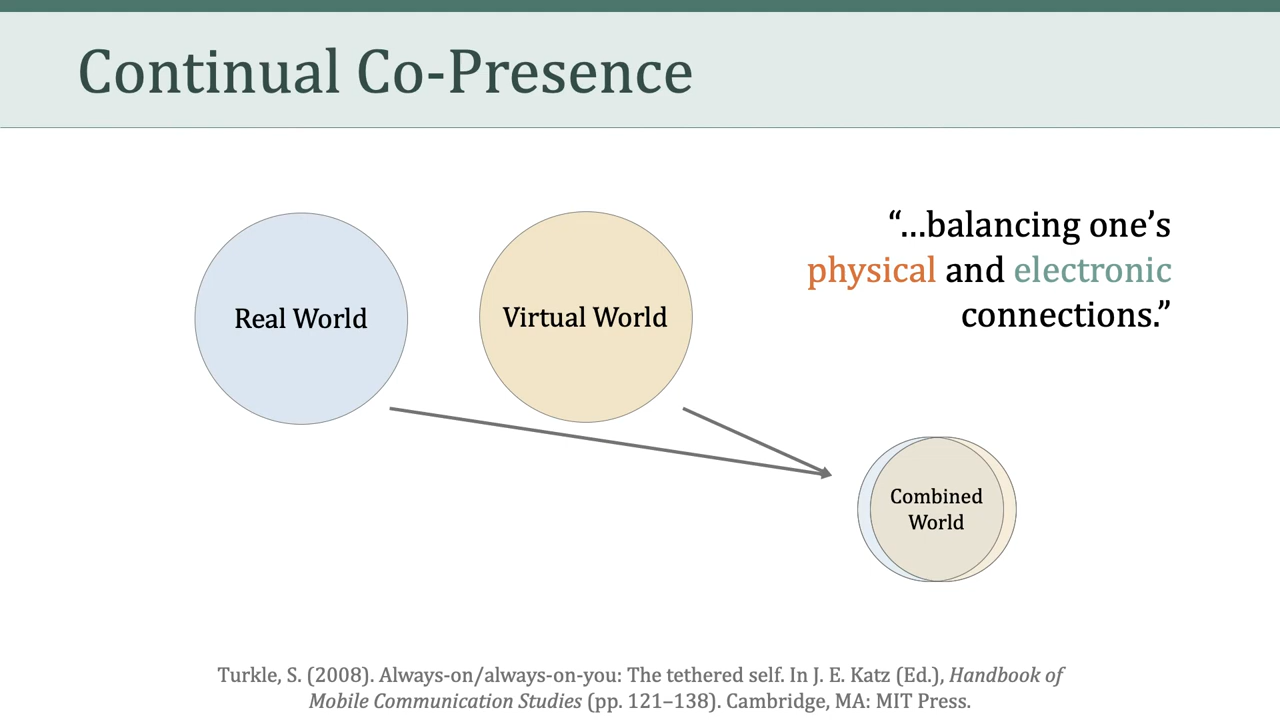 Continual Co-Presence
Real World
Virtual World
“…balancing one’s
physical and electronic
connections.”
Combined
World
Turkle, S. (2008). Always-on/always-on-you: The tethered self. In J. E. Katz (Ed.), Handbook of
Mobile Communication Studies (pp. 121–138). Cambridge, MA: MIT Press.